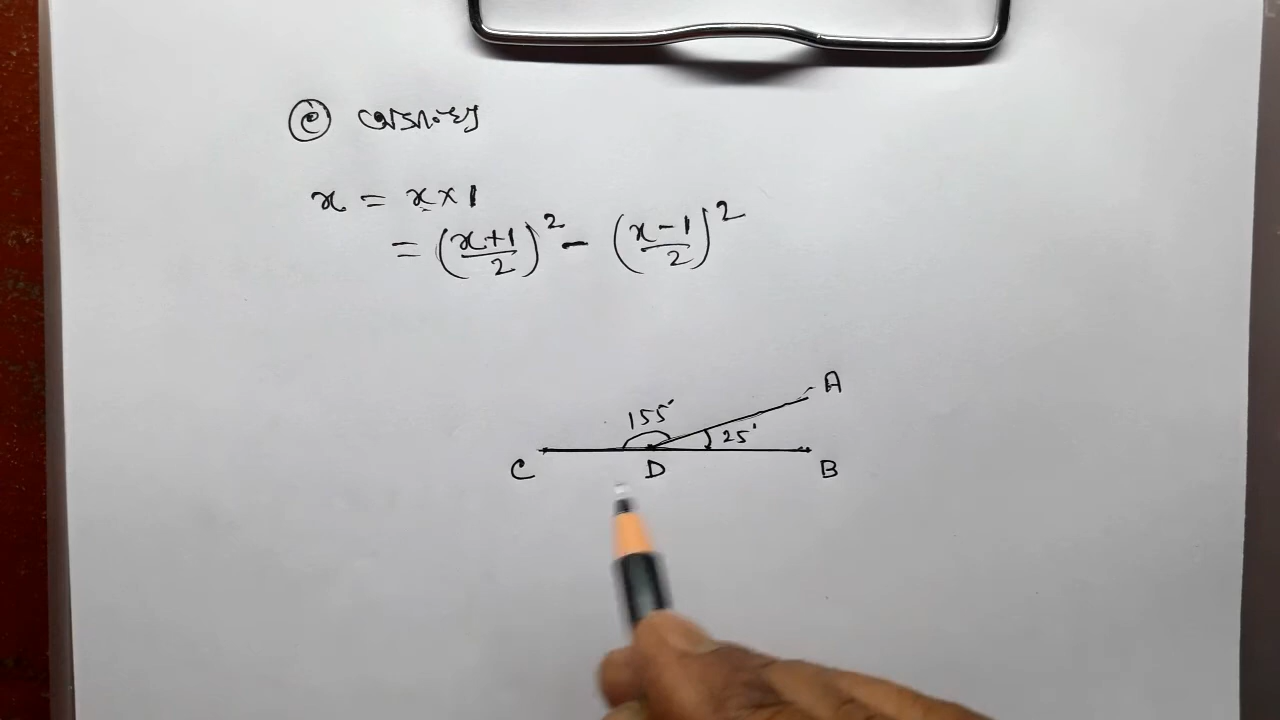 x = x × 1
= (x+1/2)² - (x-1/2)²
A
155°
25°
C D B